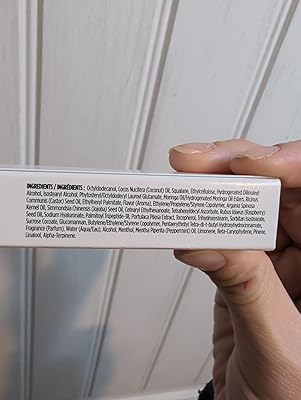 INGREDIENTS / INGRÉDIENTS : Octyldodecanol, Cocos Nucifera (Coconut) Oil, Squalane, Ethylcellulose, Hydrogenated Dilinoleyl
Alcohol, Isostearyl Alcohol, Phytosteryl/Octyldodecyl Lauroyl Glutamate, Moringa Oil/Hydrogenated Moringa Oil Esters, Ricinus
Communis (Castor) Seed Oil, Ethylhexyl Palmitate, Flavor (Aroma), Ethylene/Propylene/Styrene Copolymer, Argania Spinosa
Kernel Oil, Simmondsia Chinensis (Jojoba) Seed Oil, Cetearyl Ethylhexanoate, Tetrahexyldecyl Ascorbate, Rubus Idaeus (Raspberry)
Seed Oil, Sodium Hyaluronate, Palmitoyl Tripeptide-38, Portulaca Pilosa Extract, Tocopherol, Trihydroxystearin, Sorbitan Isostearate,
Sucrose Cocoate, Glucomannan, Butylene/Ethylene/Styrene Copolymer, Pentaerythrityl Tetra-di-t-butyl Hydroxyhydrocinnamate,
Fragrance (Parfum), Water (Aqua/Eau), Alcohol, Menthol, Mentha Piperita (Peppermint) Oil, Limonene, Beta-Caryophyllene, Pinene,
Linalool, Alpha-Terpinene.